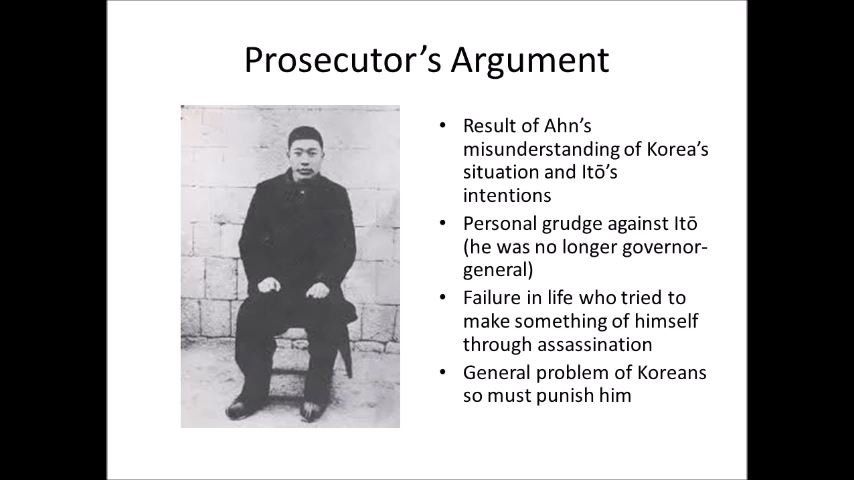 Prosecutor’s Argument
• Result of Ahn’s
misunderstanding of Korea’s
situation and Itō’s
intentions
• Personal grudge against Itō
(he was no longer governor-
general)
• Failure in life who tried to
make something of himself
through assassination
• General problem of Koreans
so must punish him